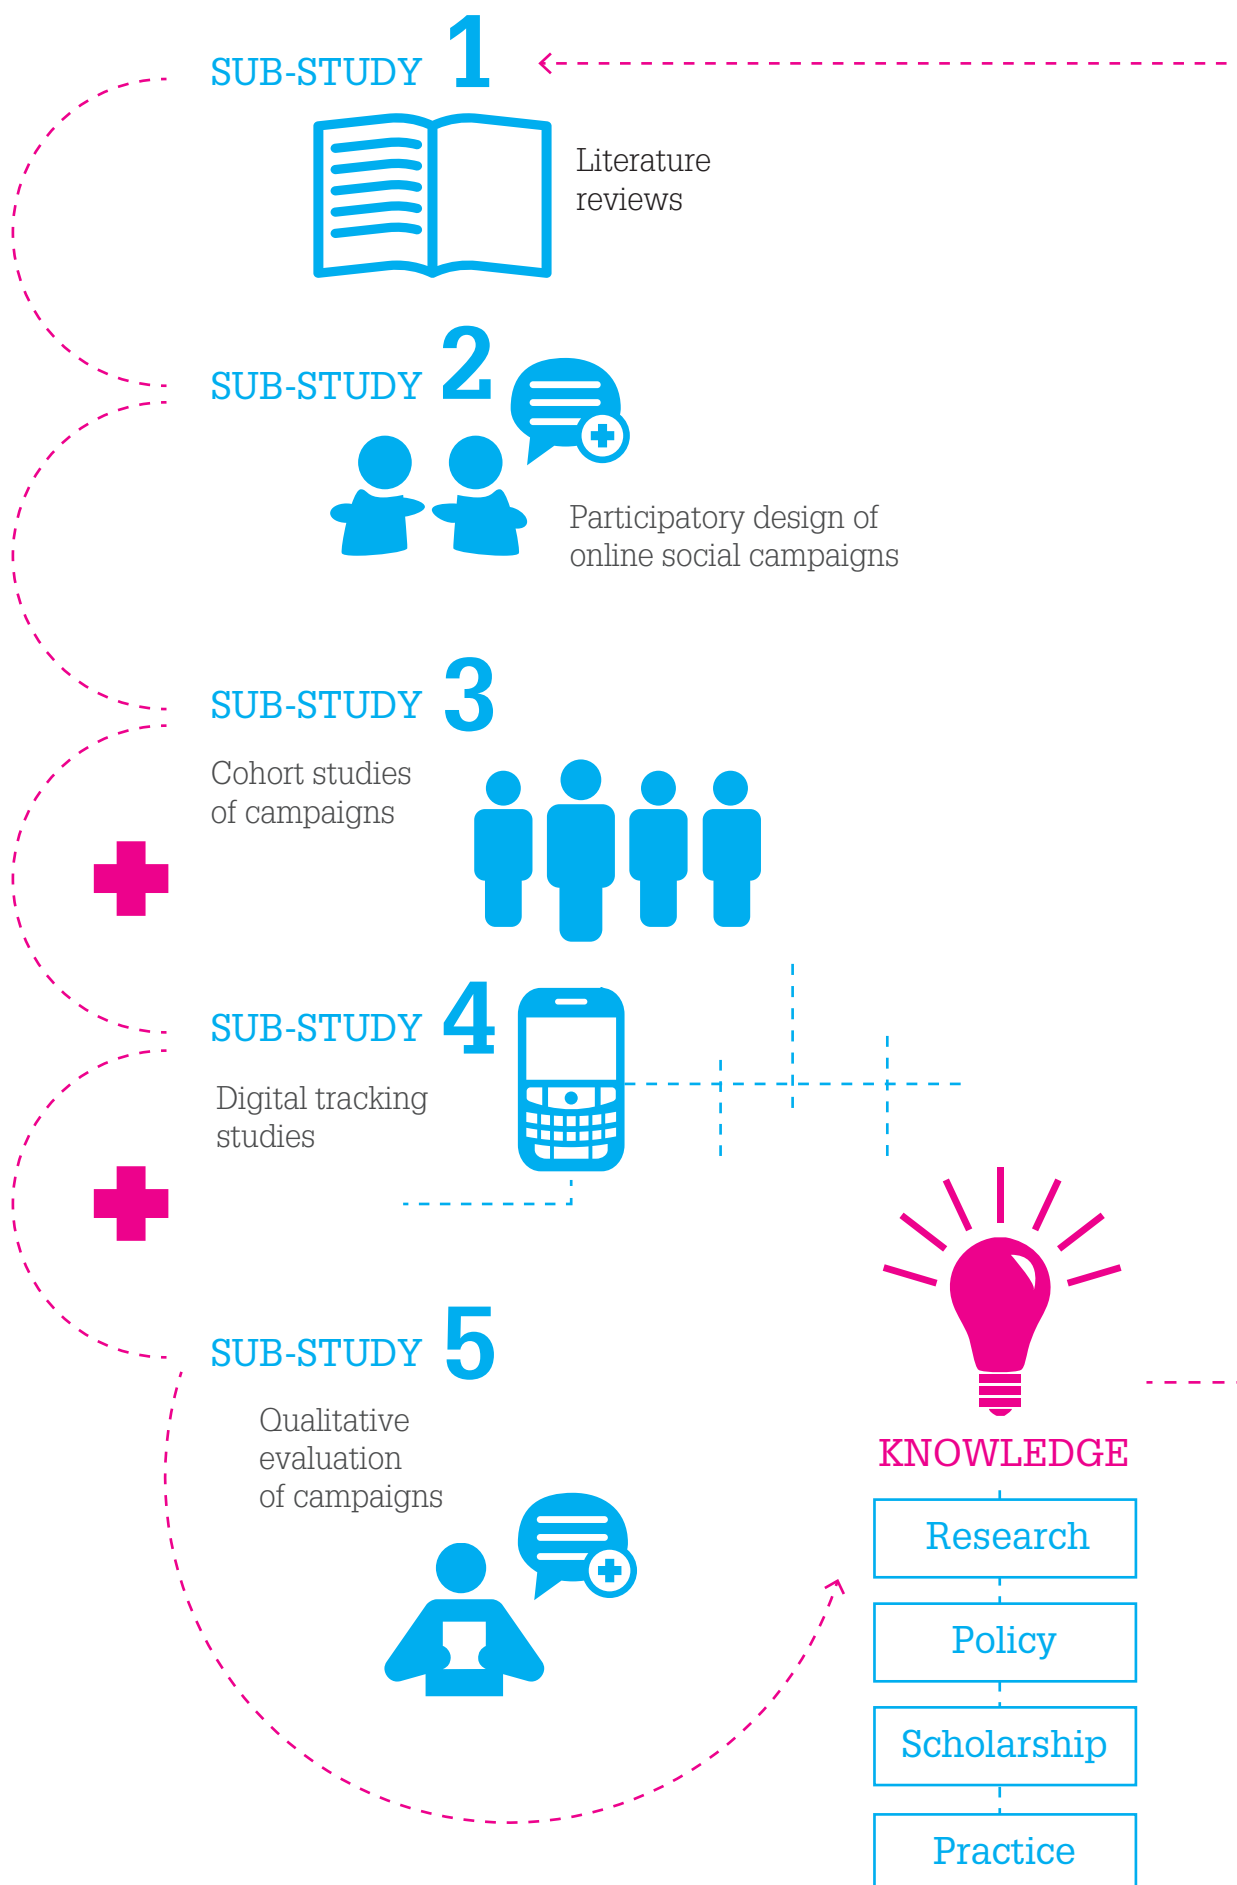 SUB-STUDY 1
Literature
reviews
SUB-STUDY 2
Participatory design of
online social campaigns
SUB-STUDY 3
Cohort studies
of campaigns
SUB-STUDY 4
Digital tracking
studies
SUB-STUDY 5
Qualitative
evaluation
of campaigns
KNOWLEDGE
Research
Policy
Scholarship
Practice